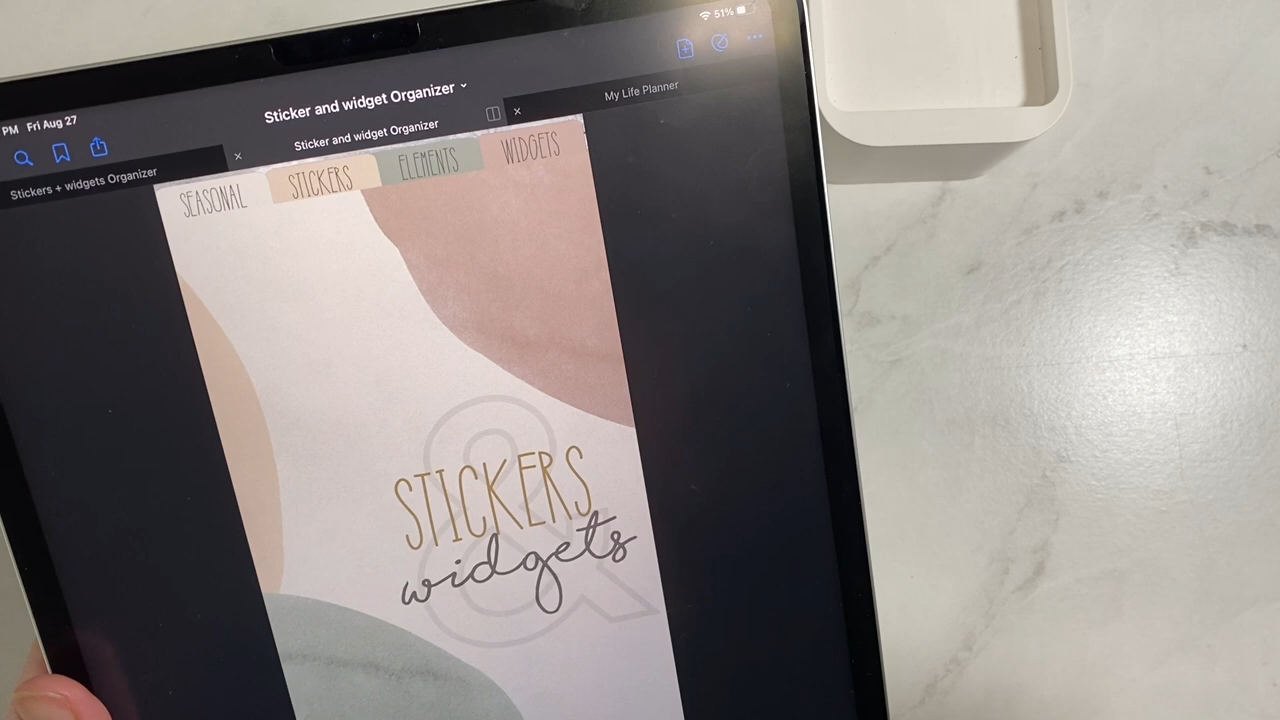 PM Fri Aug 27
51%
Sticker and widget Organizer
Stickers + widgets Organizer
Sticker and widget Organizer
My Life Planner
SEASONAL
STICKERS
ELEMENTS
WIDGETS
&
STICKERS
widgets